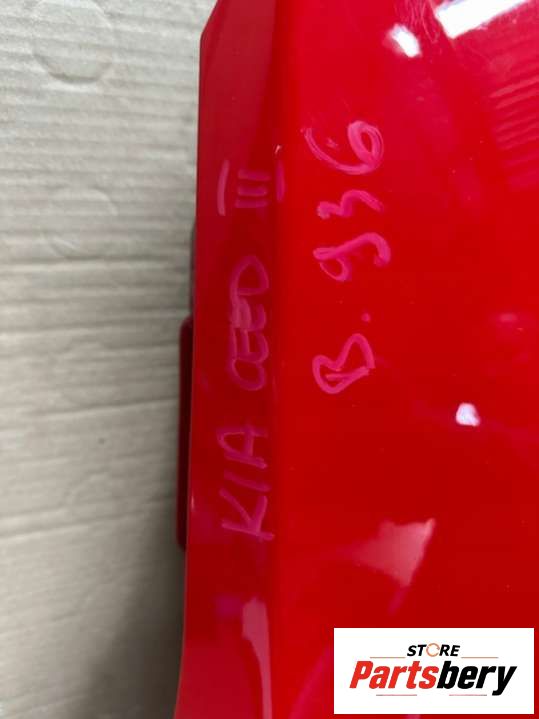 KIA CEED III
B. 936
STORE
Partsbery